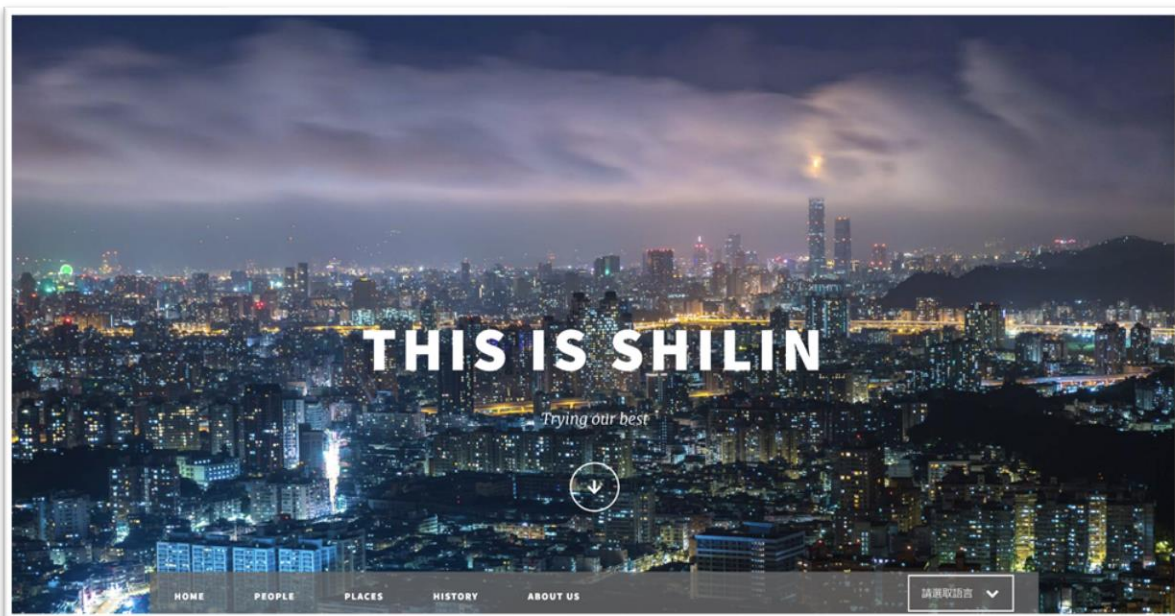 THIS IS SHILIN
Trying our best
HOME PEOPLE PLACES HISTORY ABOUT US 請選取語言